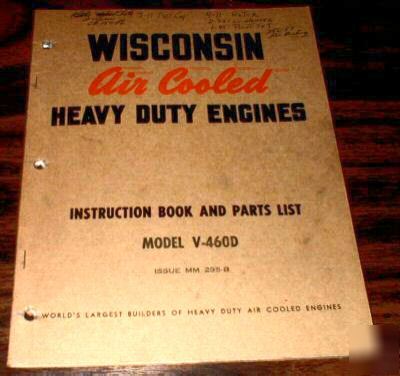 WISCONSIN
Air Cooled
HEAVY DUTY ENGINES
INSTRUCTION BOOK AND PARTS LIST
MODEL V-460D
ISSUE MM 295-B
WORLD'S LARGEST BUILDERS OF HEAVY DUTY AIR COOLED ENGINES